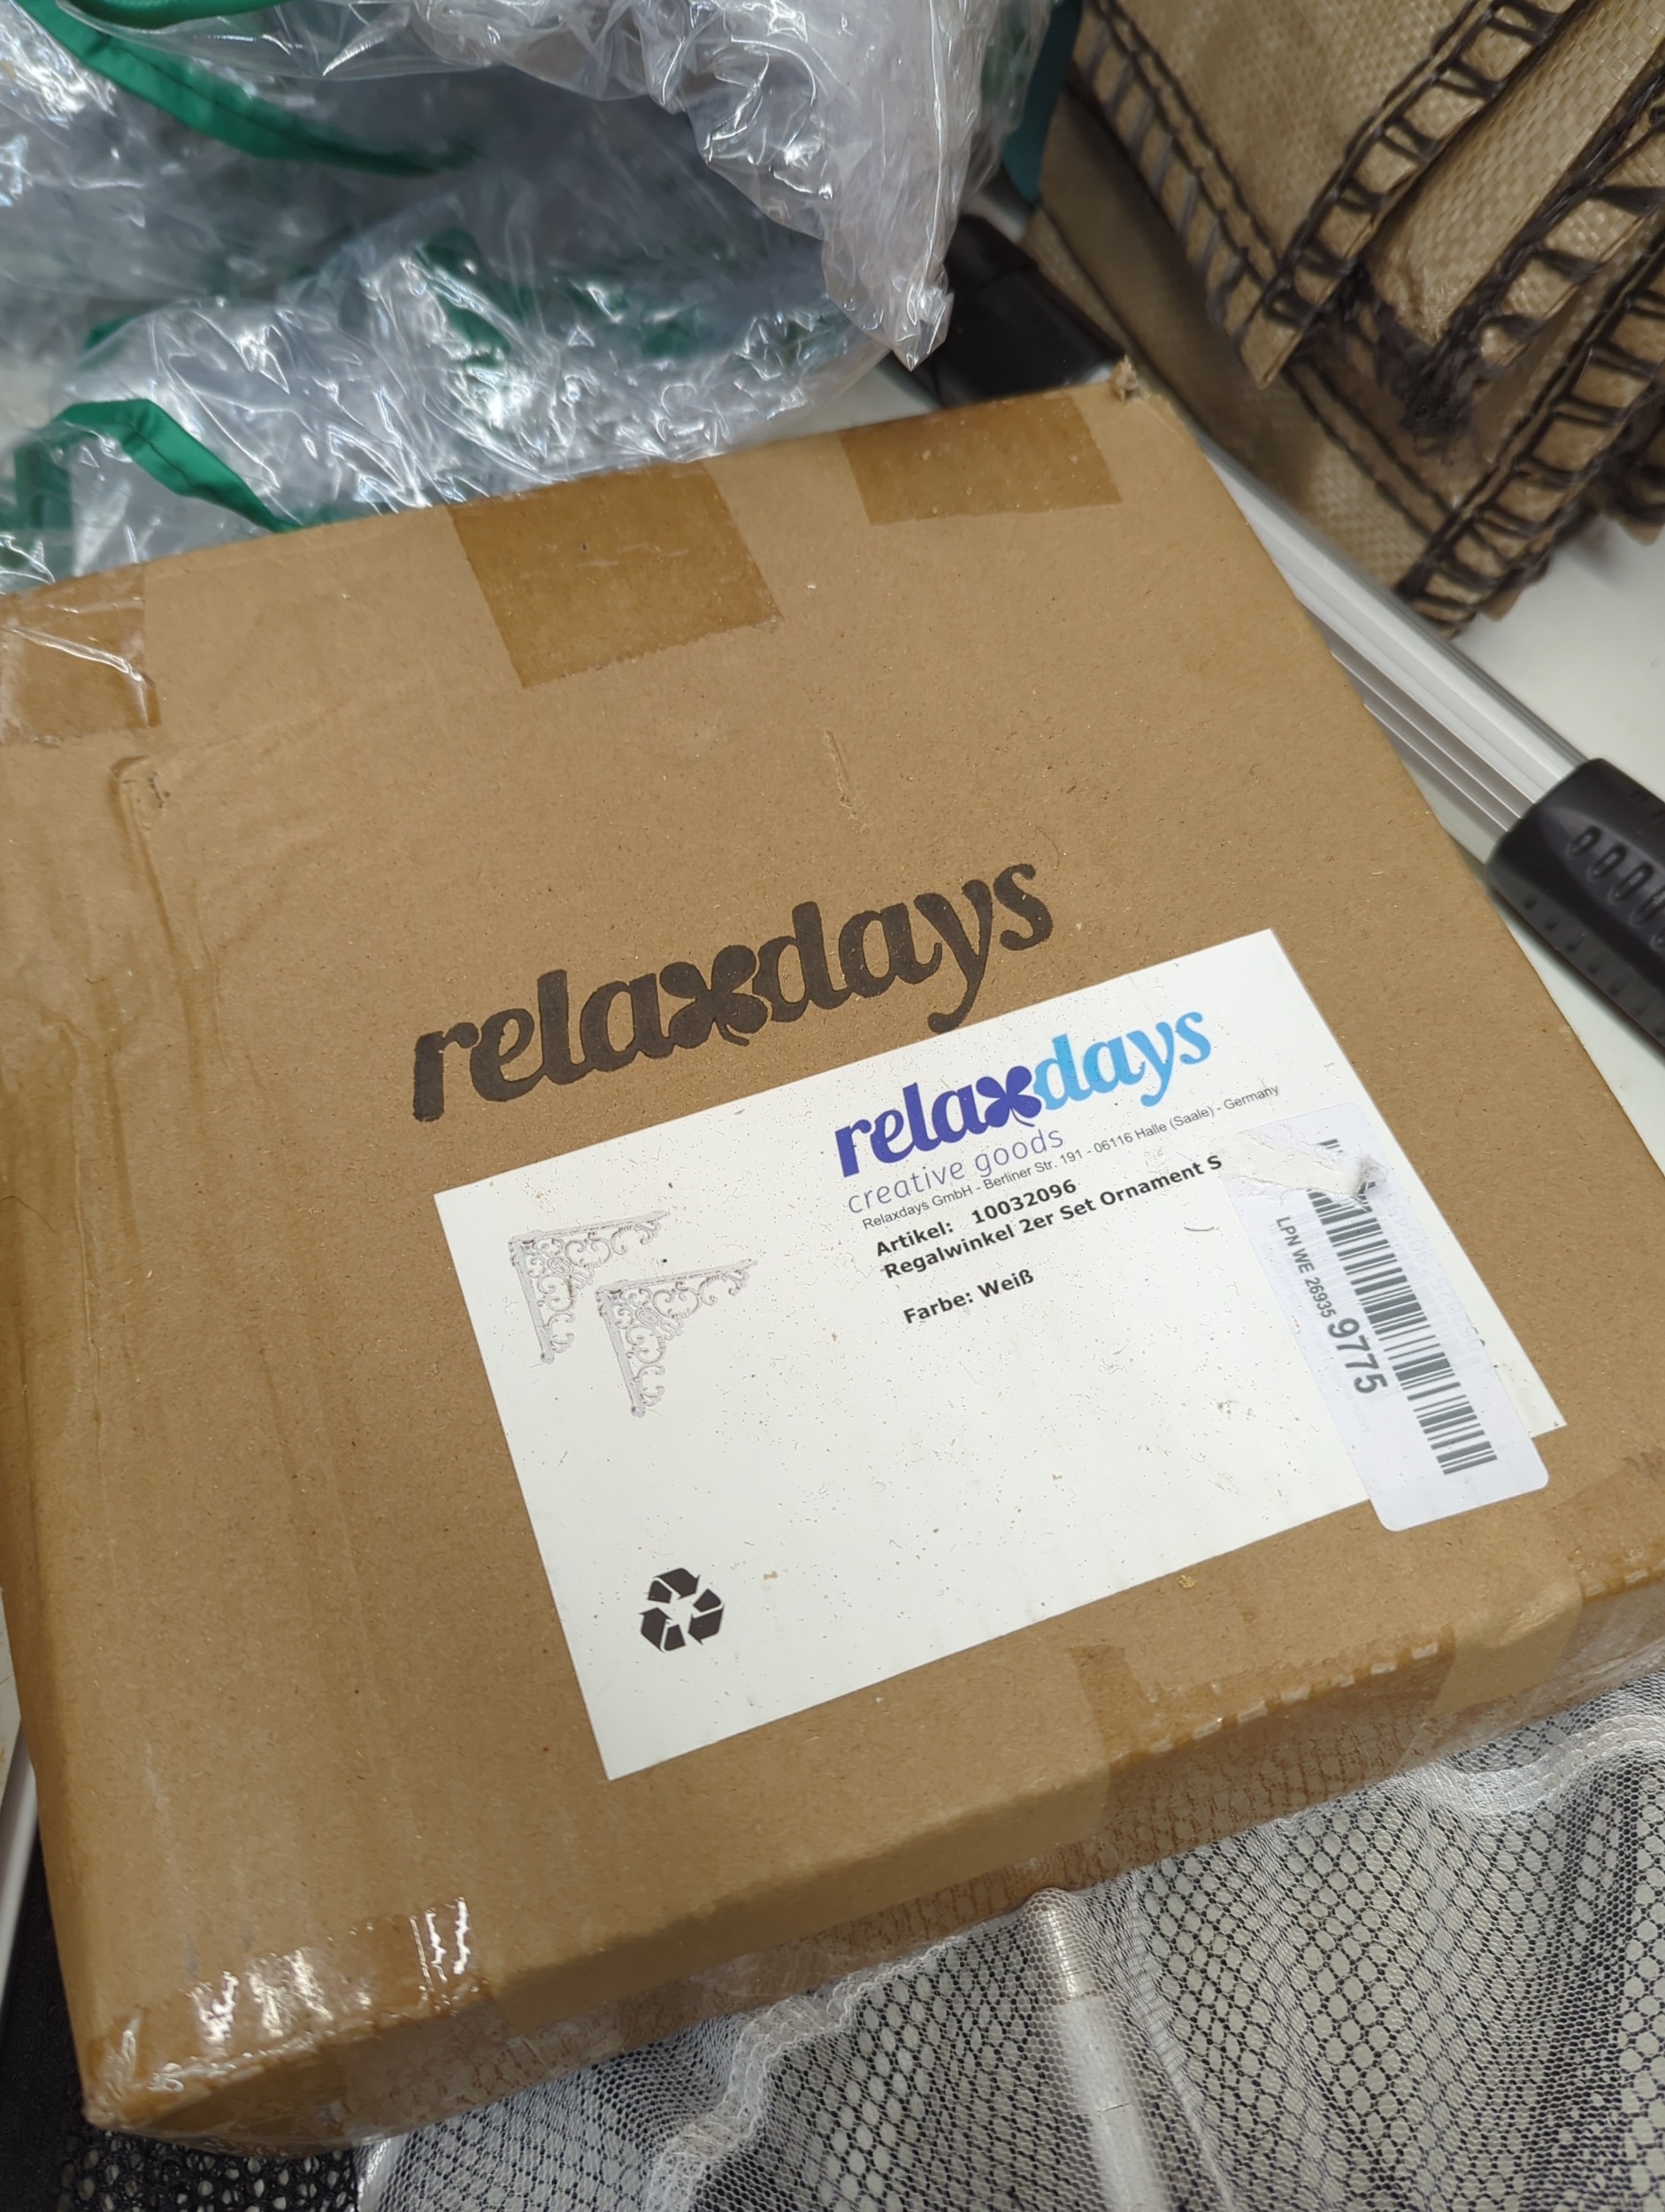 relaxdays
relaxdays
creative goods
Relaxdays GmbH - Berliner Str. 191 - 06116 Halle (Saale) - Germany
Artikel: 10032096
Regalwinkel 2er Set Ornament S
Farbe: Weiß
LPN WE 26935 9775